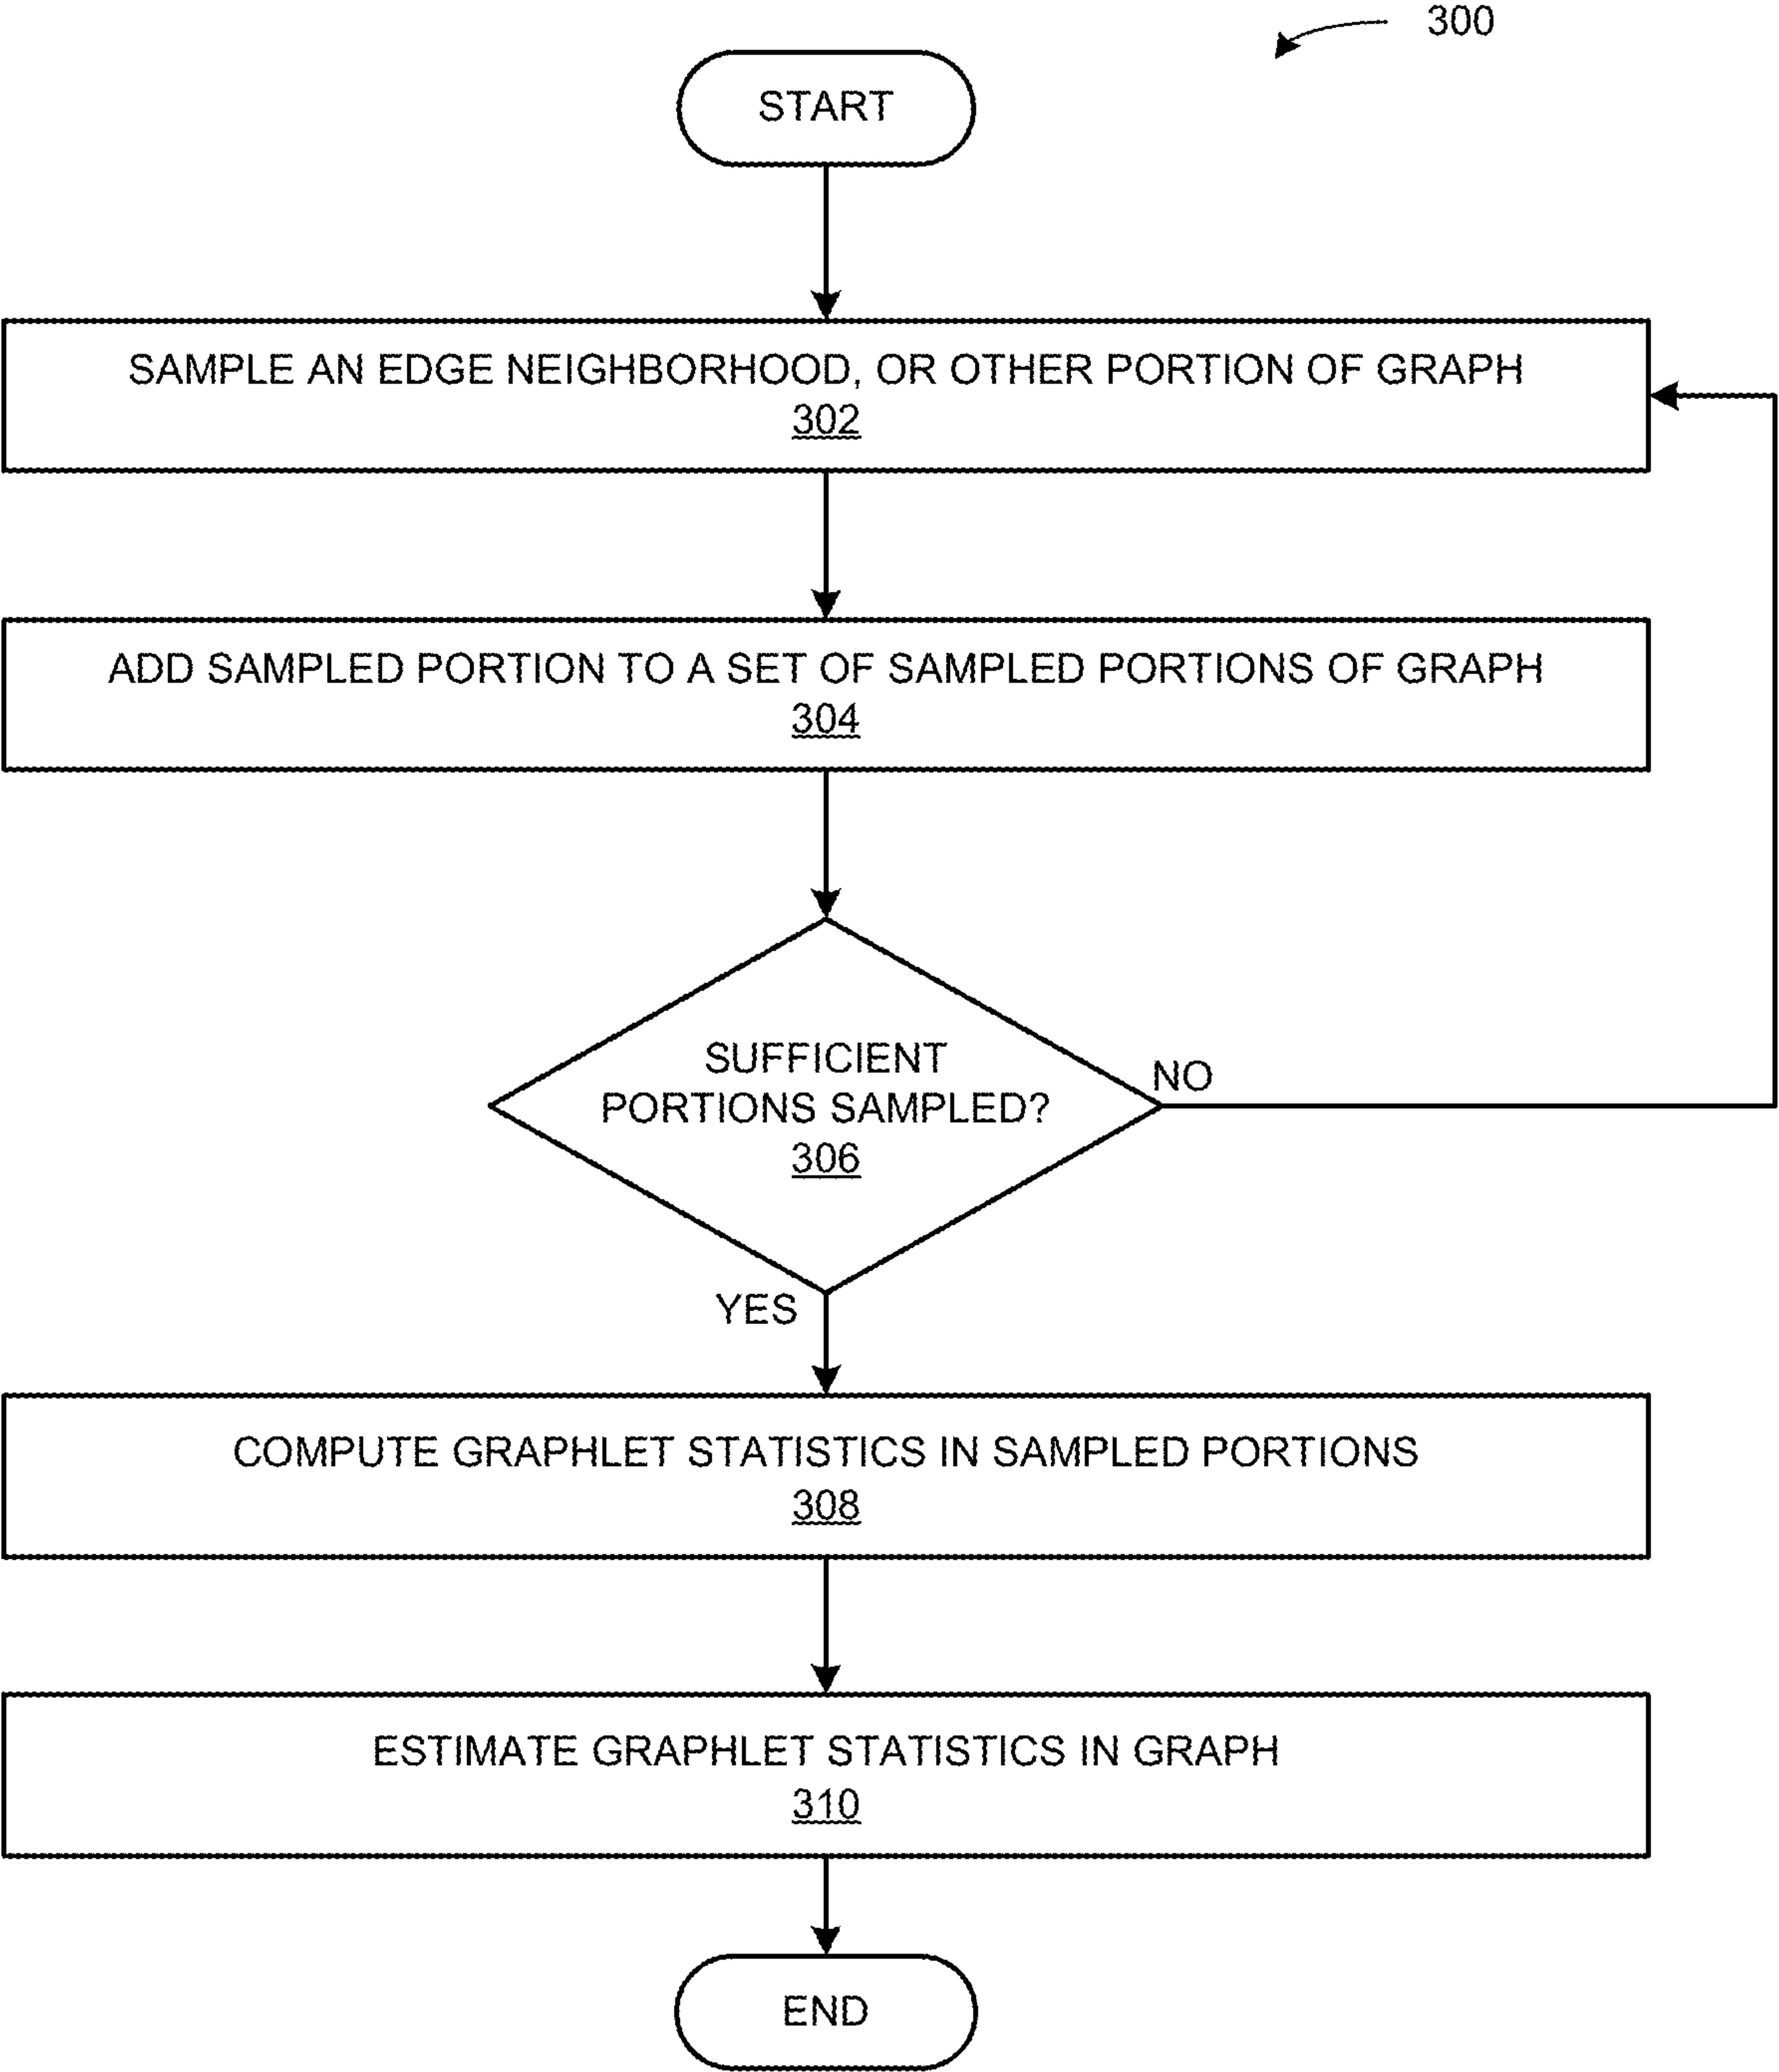 300
START
SAMPLE AN EDGE NEIGHBORHOOD, OR OTHER PORTION OF GRAPH
302
ADD SAMPLED PORTION TO A SET OF SAMPLED PORTIONS OF GRAPH
304
SUFFICIENT
PORTIONS SAMPLED?
306
NO
YES
COMPUTE GRAPHLET STATISTICS IN SAMPLED PORTIONS
308
ESTIMATE GRAPHLET STATISTICS IN GRAPH
310
END